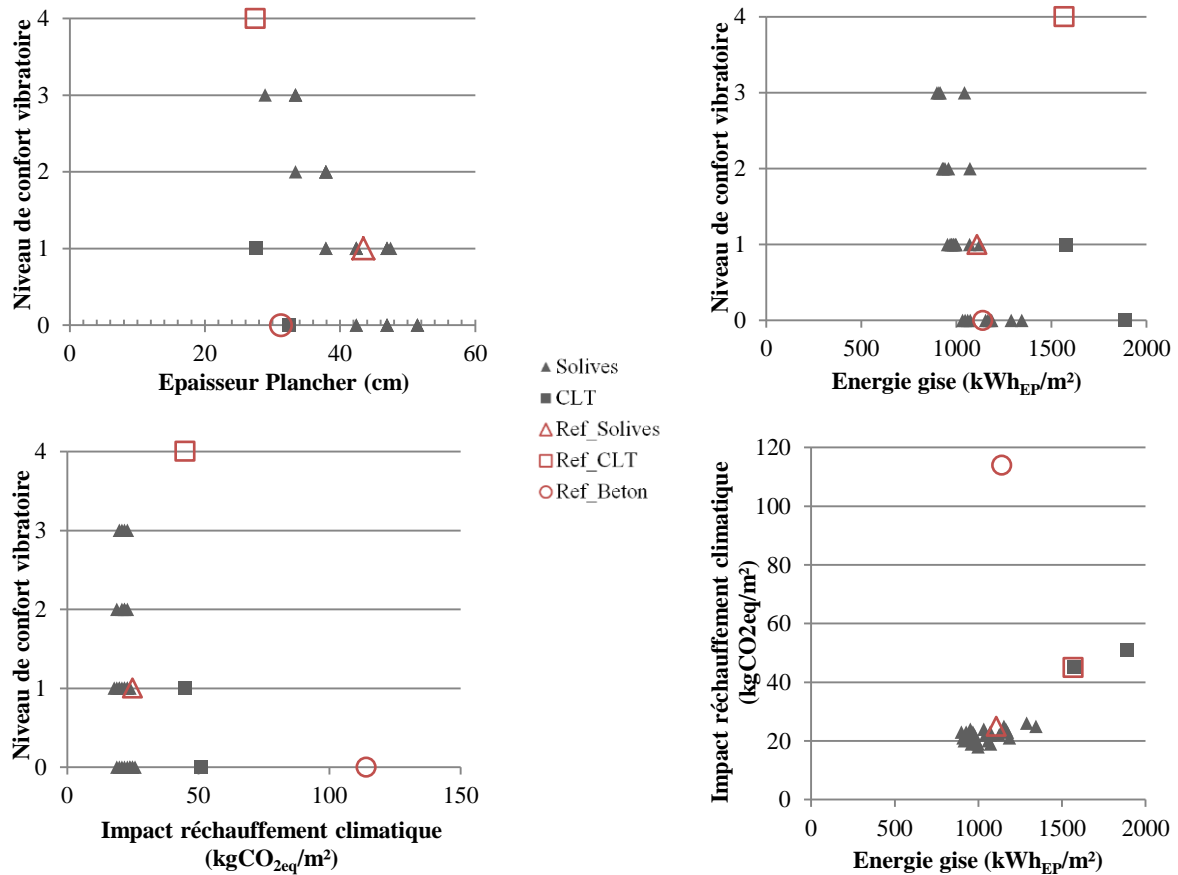 Niveau de confort vibratoire
4
3
2
1
0
0 20 40 60
Epaisseur Plancher (cm)
Niveau de confort vibratoire
4
3
2
1
0
0 500 1000 1500 2000
Energie gise (kWhEP/m²)
Solives
CLT
Ref_Solives
Ref_CLT
Ref_Beton
Niveau de confort vibratoire
4
3
2
1
0
0 50 100 150
Impact réchauffement climatique
(kgCO2eq/m²)
Impact réchauffement climatique
(kgCO2eq/m²)
120
100
80
60
40
20
0
0 500 1000 1500 2000
Energie gise (kWhEP/m²)